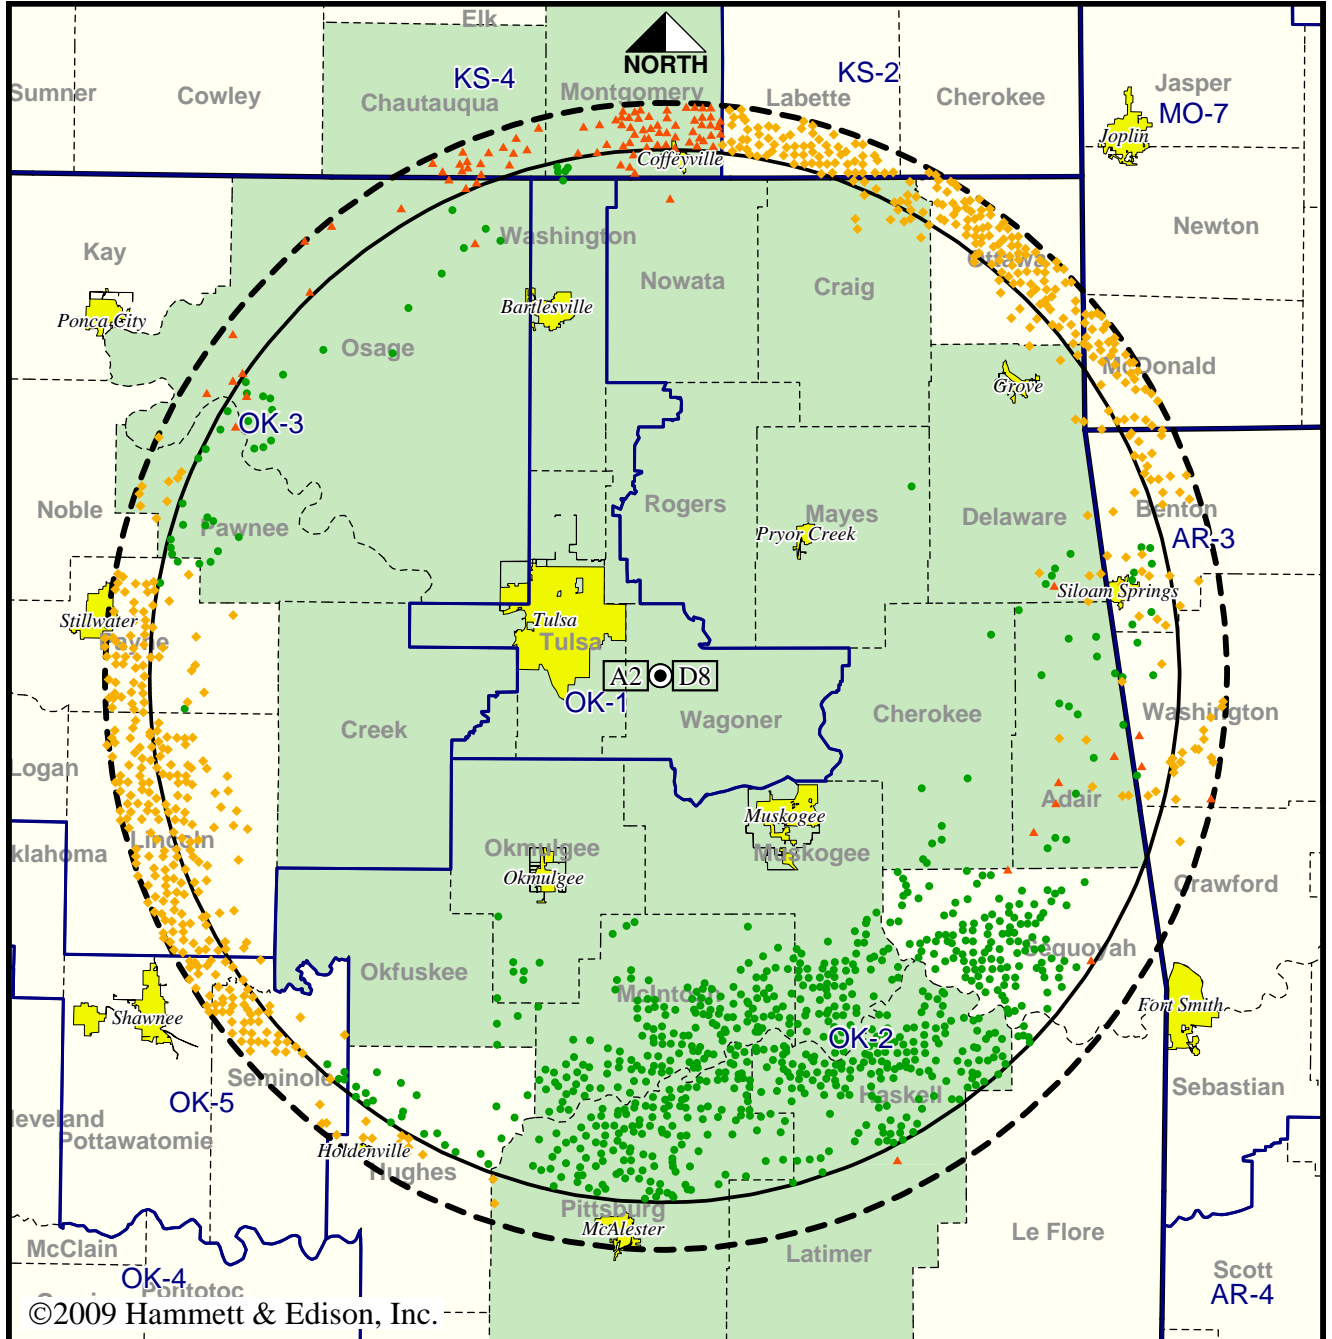 Elk
NORTH
KS-4
KS-2
Sumner
Cowley
Chautauqua
Montgomery
Labette
Cherokee
Jasper
MO-7
Joplin
Coffeyville
Kay
Washington
Newton
Nowata
Craig
Ottawa
Ponca City
Bartlesville
Osage
McDonald
Grove
OK-3
Noble
Pawnee
Rogers
Mayes
Delaware
Benton
Pryor Creek
AR-3
Stillwater
Payne
Tulsa
Tulsa
Siloam Springs
A2
D8
OK-1
Creek
Wagoner
Cherokee
Washington
Logan
Adair
Lincoln
Muskogee
klahoma
Okmulgee
Muskogee
Okmulgee
Crawford
Okfuskee
Sequoyah
McIntosh
Shawnee
Fort Smith
OK-2
Seminole
Haskell
Sebastian
OK-5
leveland
Pottawatomie
Holdenville
Hughes
Pittsburg
McAlester
McClain
Latimer
Le Flore
OK-4
Pontotoc
Scott
AR-4
©2009 Hammett & Edison, Inc.